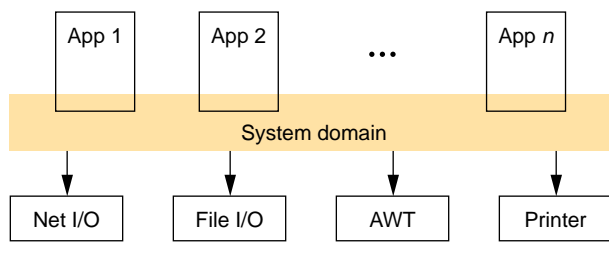 App 1
App 2
...
App n
System domain
Net I/O
File I/O
AWT
Printer